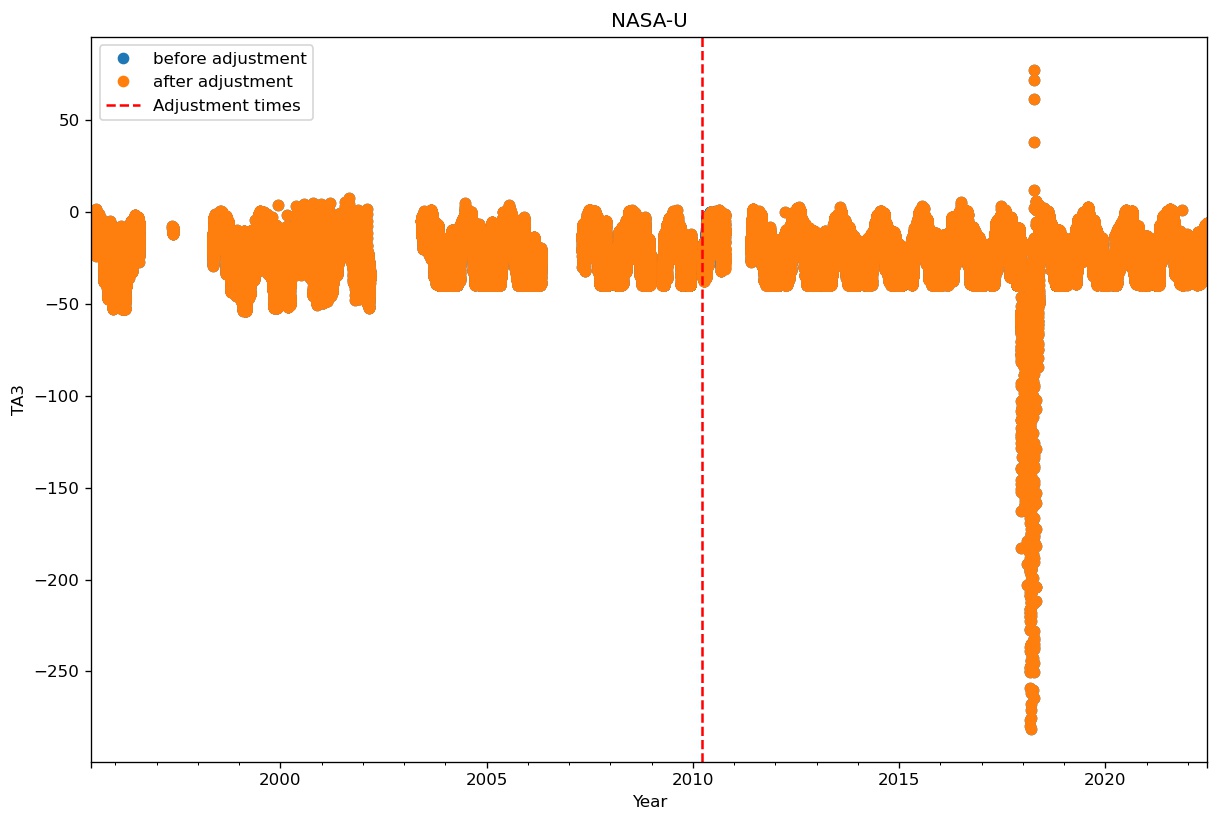 NASA-U
before adjustment
after adjustment
Adjustment times
50
0
−50
−100
−150
−200
−250
TA3
2000 2005 2010 2015 2020
Year